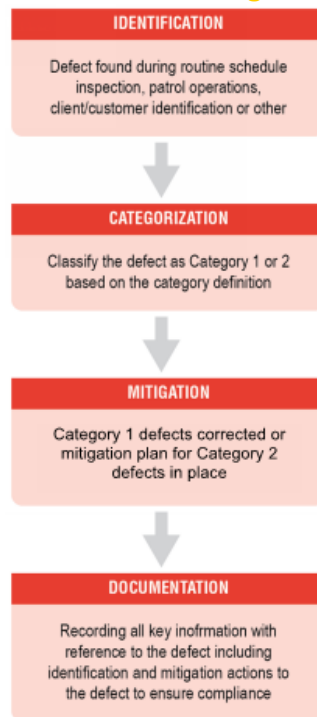 IDENTIFICATION
Defect found during routine schedule
inspection, patrol operations,
client/customer identification or other
CATEGORIZATION
Classify the defect as Category 1 or 2
based on the category definition
MITIGATION
Category 1 defects corrected or
mitigation plan for Category 2
defects in place
DOCUMENTATION
Recording all key inofrmation with
reference to the defect including
identification and mitigation actions to
the defect to ensure compliance